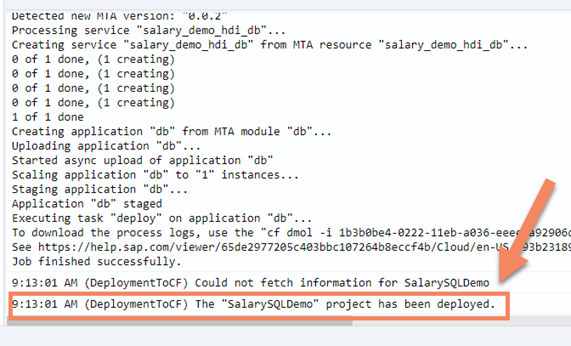 Detected new MTA version: "0.0.2"
Processing service "salary_demo_hdi_db"...
Creating service "salary_demo_hdi_db" from MTA resource "salary_demo_hdi_db"...
0 of 1 done, (1 creating)
0 of 1 done, (1 creating)
0 of 1 done, (1 creating)
0 of 1 done, (1 creating)
1 of 1 done
Creating application "db" from MTA module "db"...
Uploading application "db"...
Started async upload of application "db"
Scaling application "db" to "1" instances...
Staging application "db"...
Application "db" staged
Executing task "deploy" on application "db"...
To download the process logs, use the "cf dmol -i 1b3b0be4-0222-11eb-a036-eeee
See https://help.sap.com/viewer/65de2977205c403bbc107264b8eccf4b/Cloud/en-US
Job finished successfully.
9:13:01 AM (DeploymentToCF) Could not fetch information for SalarySQLDemo
9:13:01 AM (DeploymentToCF) The "SalarySQLDemo" project has been deployed.